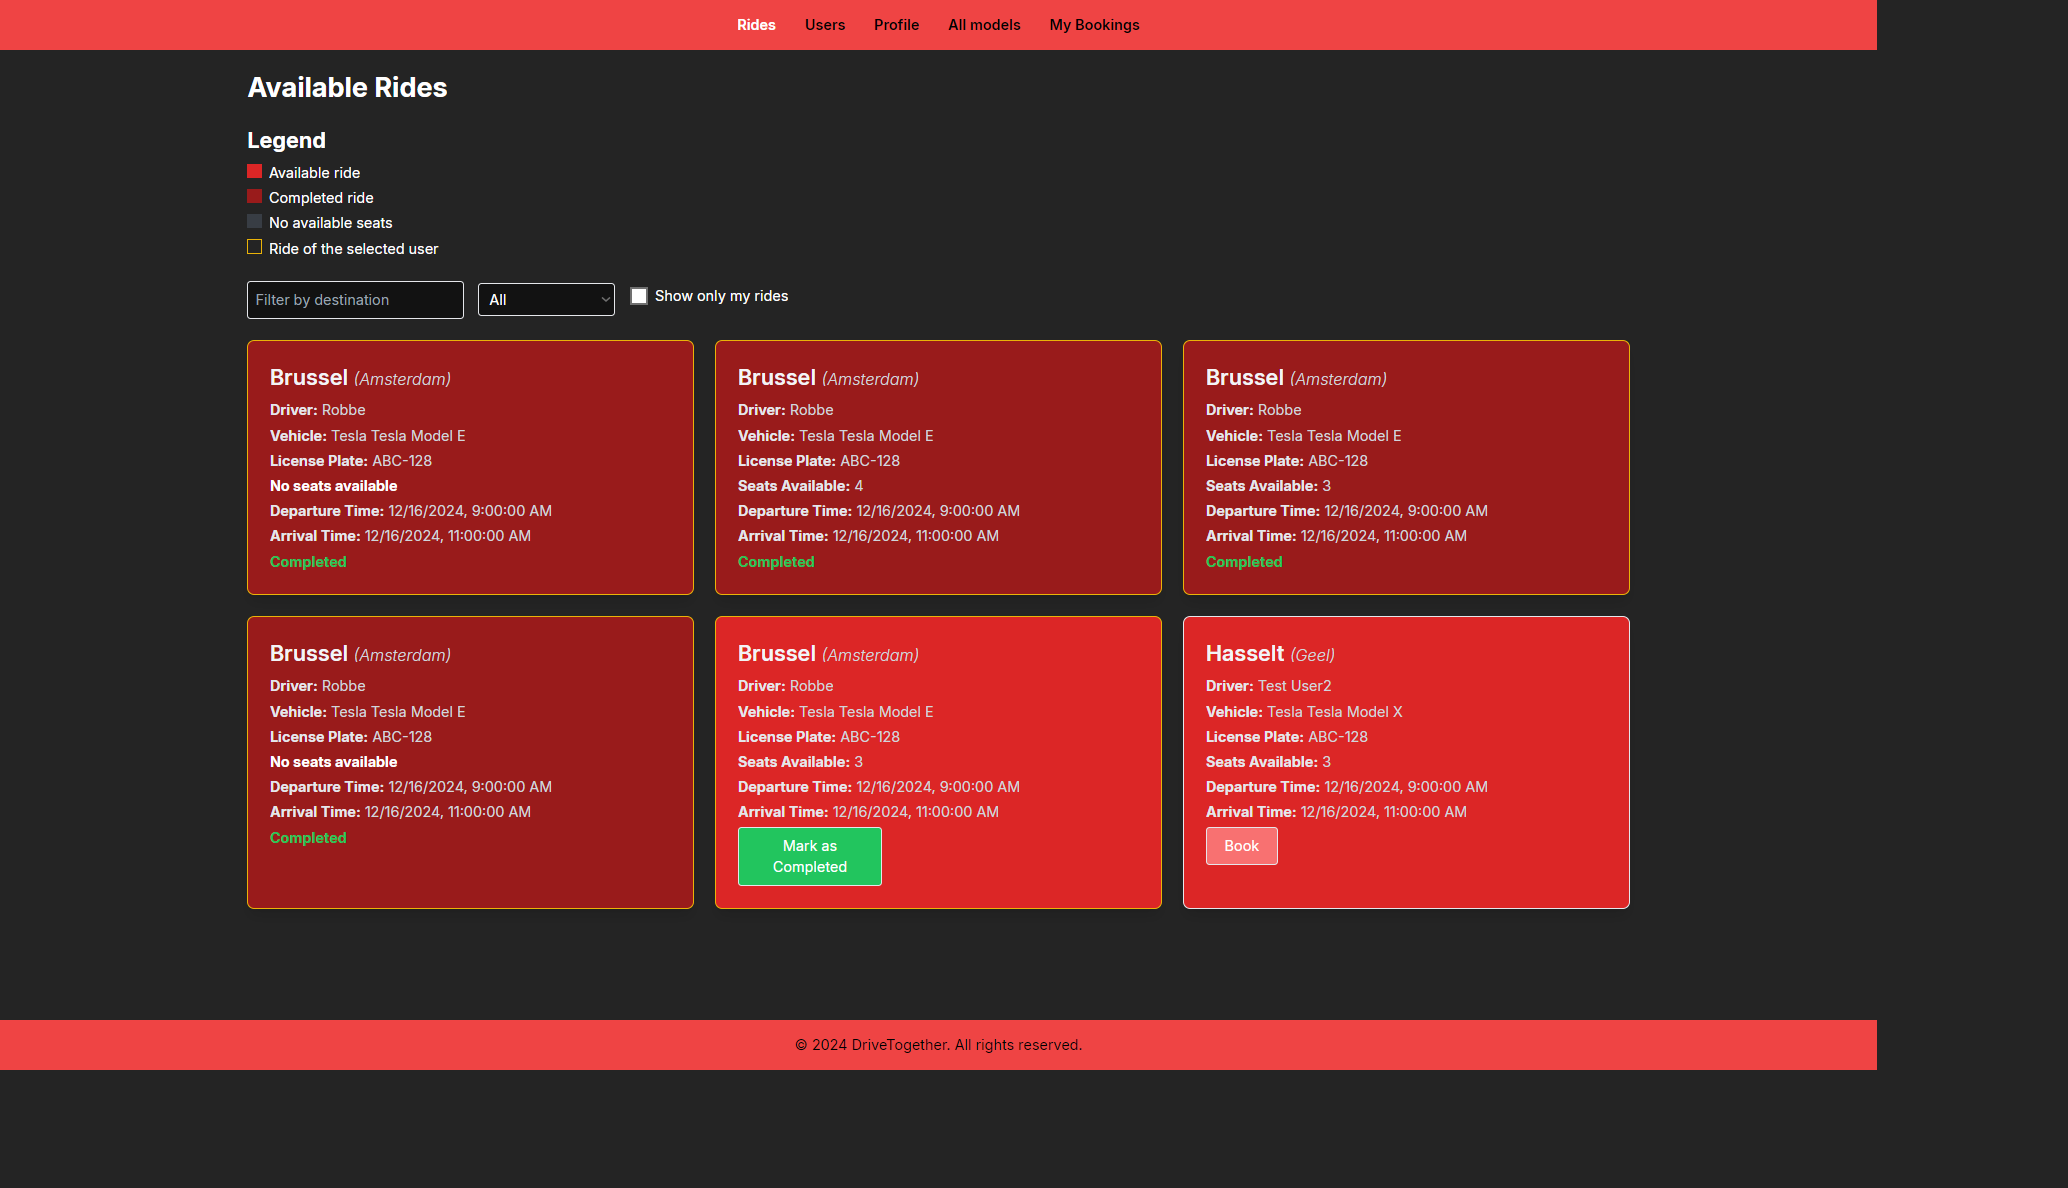 Rides Users Profile All models My Bookings
Available Rides
Legend
Available ride
Completed ride
No available seats
Ride of the selected user
Filter by destination All Show only my rides
Brussel (Amsterdam)
Driver: Robbe
Vehicle: Tesla Tesla Model E
License Plate: ABC-128
No seats available
Departure Time: 12/16/2024, 9:00:00 AM
Arrival Time: 12/16/2024, 11:00:00 AM
Completed
Brussel (Amsterdam)
Driver: Robbe
Vehicle: Tesla Tesla Model E
License Plate: ABC-128
Seats Available: 4
Departure Time: 12/16/2024, 9:00:00 AM
Arrival Time: 12/16/2024, 11:00:00 AM
Completed
Brussel (Amsterdam)
Driver: Robbe
Vehicle: Tesla Tesla Model E
License Plate: ABC-128
Seats Available: 3
Departure Time: 12/16/2024, 9:00:00 AM
Arrival Time: 12/16/2024, 11:00:00 AM
Completed
Brussel (Amsterdam)
Driver: Robbe
Vehicle: Tesla Tesla Model E
License Plate: ABC-128
No seats available
Departure Time: 12/16/2024, 9:00:00 AM
Arrival Time: 12/16/2024, 11:00:00 AM
Completed
Brussel (Amsterdam)
Driver: Robbe
Vehicle: Tesla Tesla Model E
License Plate: ABC-128
Seats Available: 3
Departure Time: 12/16/2024, 9:00:00 AM
Arrival Time: 12/16/2024, 11:00:00 AM
Mark as
Completed
Hasselt (Geel)
Driver: Test User2
Vehicle: Tesla Tesla Model X
License Plate: ABC-128
Seats Available: 3
Departure Time: 12/16/2024, 9:00:00 AM
Arrival Time: 12/16/2024, 11:00:00 AM
Book
© 2024 DriveTogether. All rights reserved.